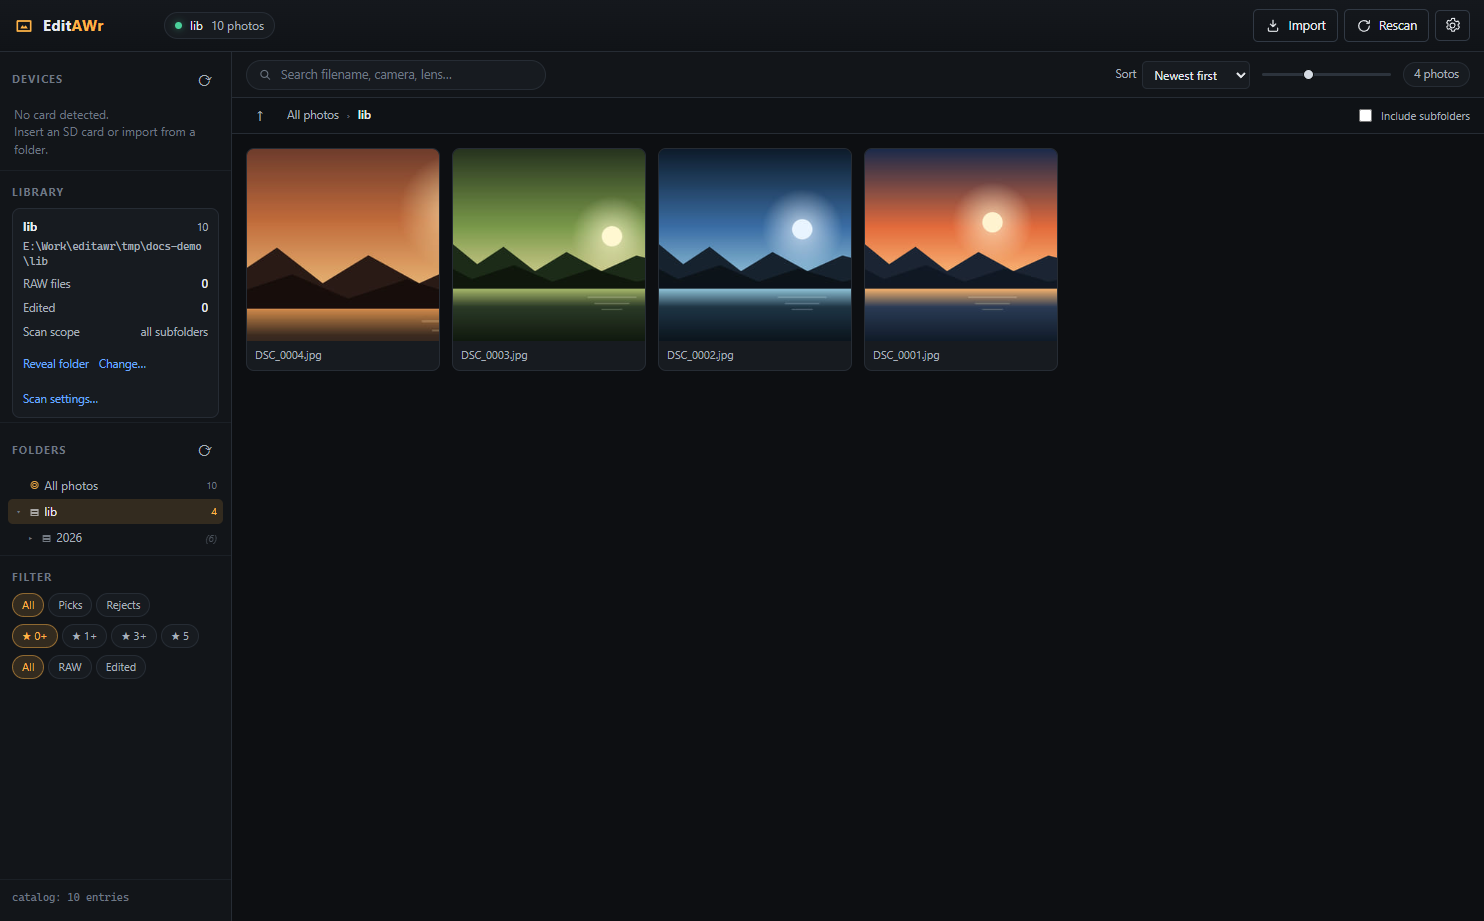 EditAWr
lib 10 photos
Import
Rescan
DEVICES
No card detected.
Insert an SD card or import from a
folder.
LIBRARY
lib 10
E:\Work\editawr\tmp\docs-demo
\lib
RAW files 0
Edited 0
Scan scope all subfolders
Reveal folder Change...
Scan settings...
FOLDERS
All photos 10
lib 4
2026 (6)
FILTER
All Picks Rejects
★ 0+ ★ 1+ ★ 3+ ★ 5
All RAW Edited
catalog: 10 entries
Search filename, camera, lens...
Sort Newest first 4 photos
↑ All photos › lib
Include subfolders
DSC_0004.jpg
DSC_0003.jpg
DSC_0002.jpg
DSC_0001.jpg